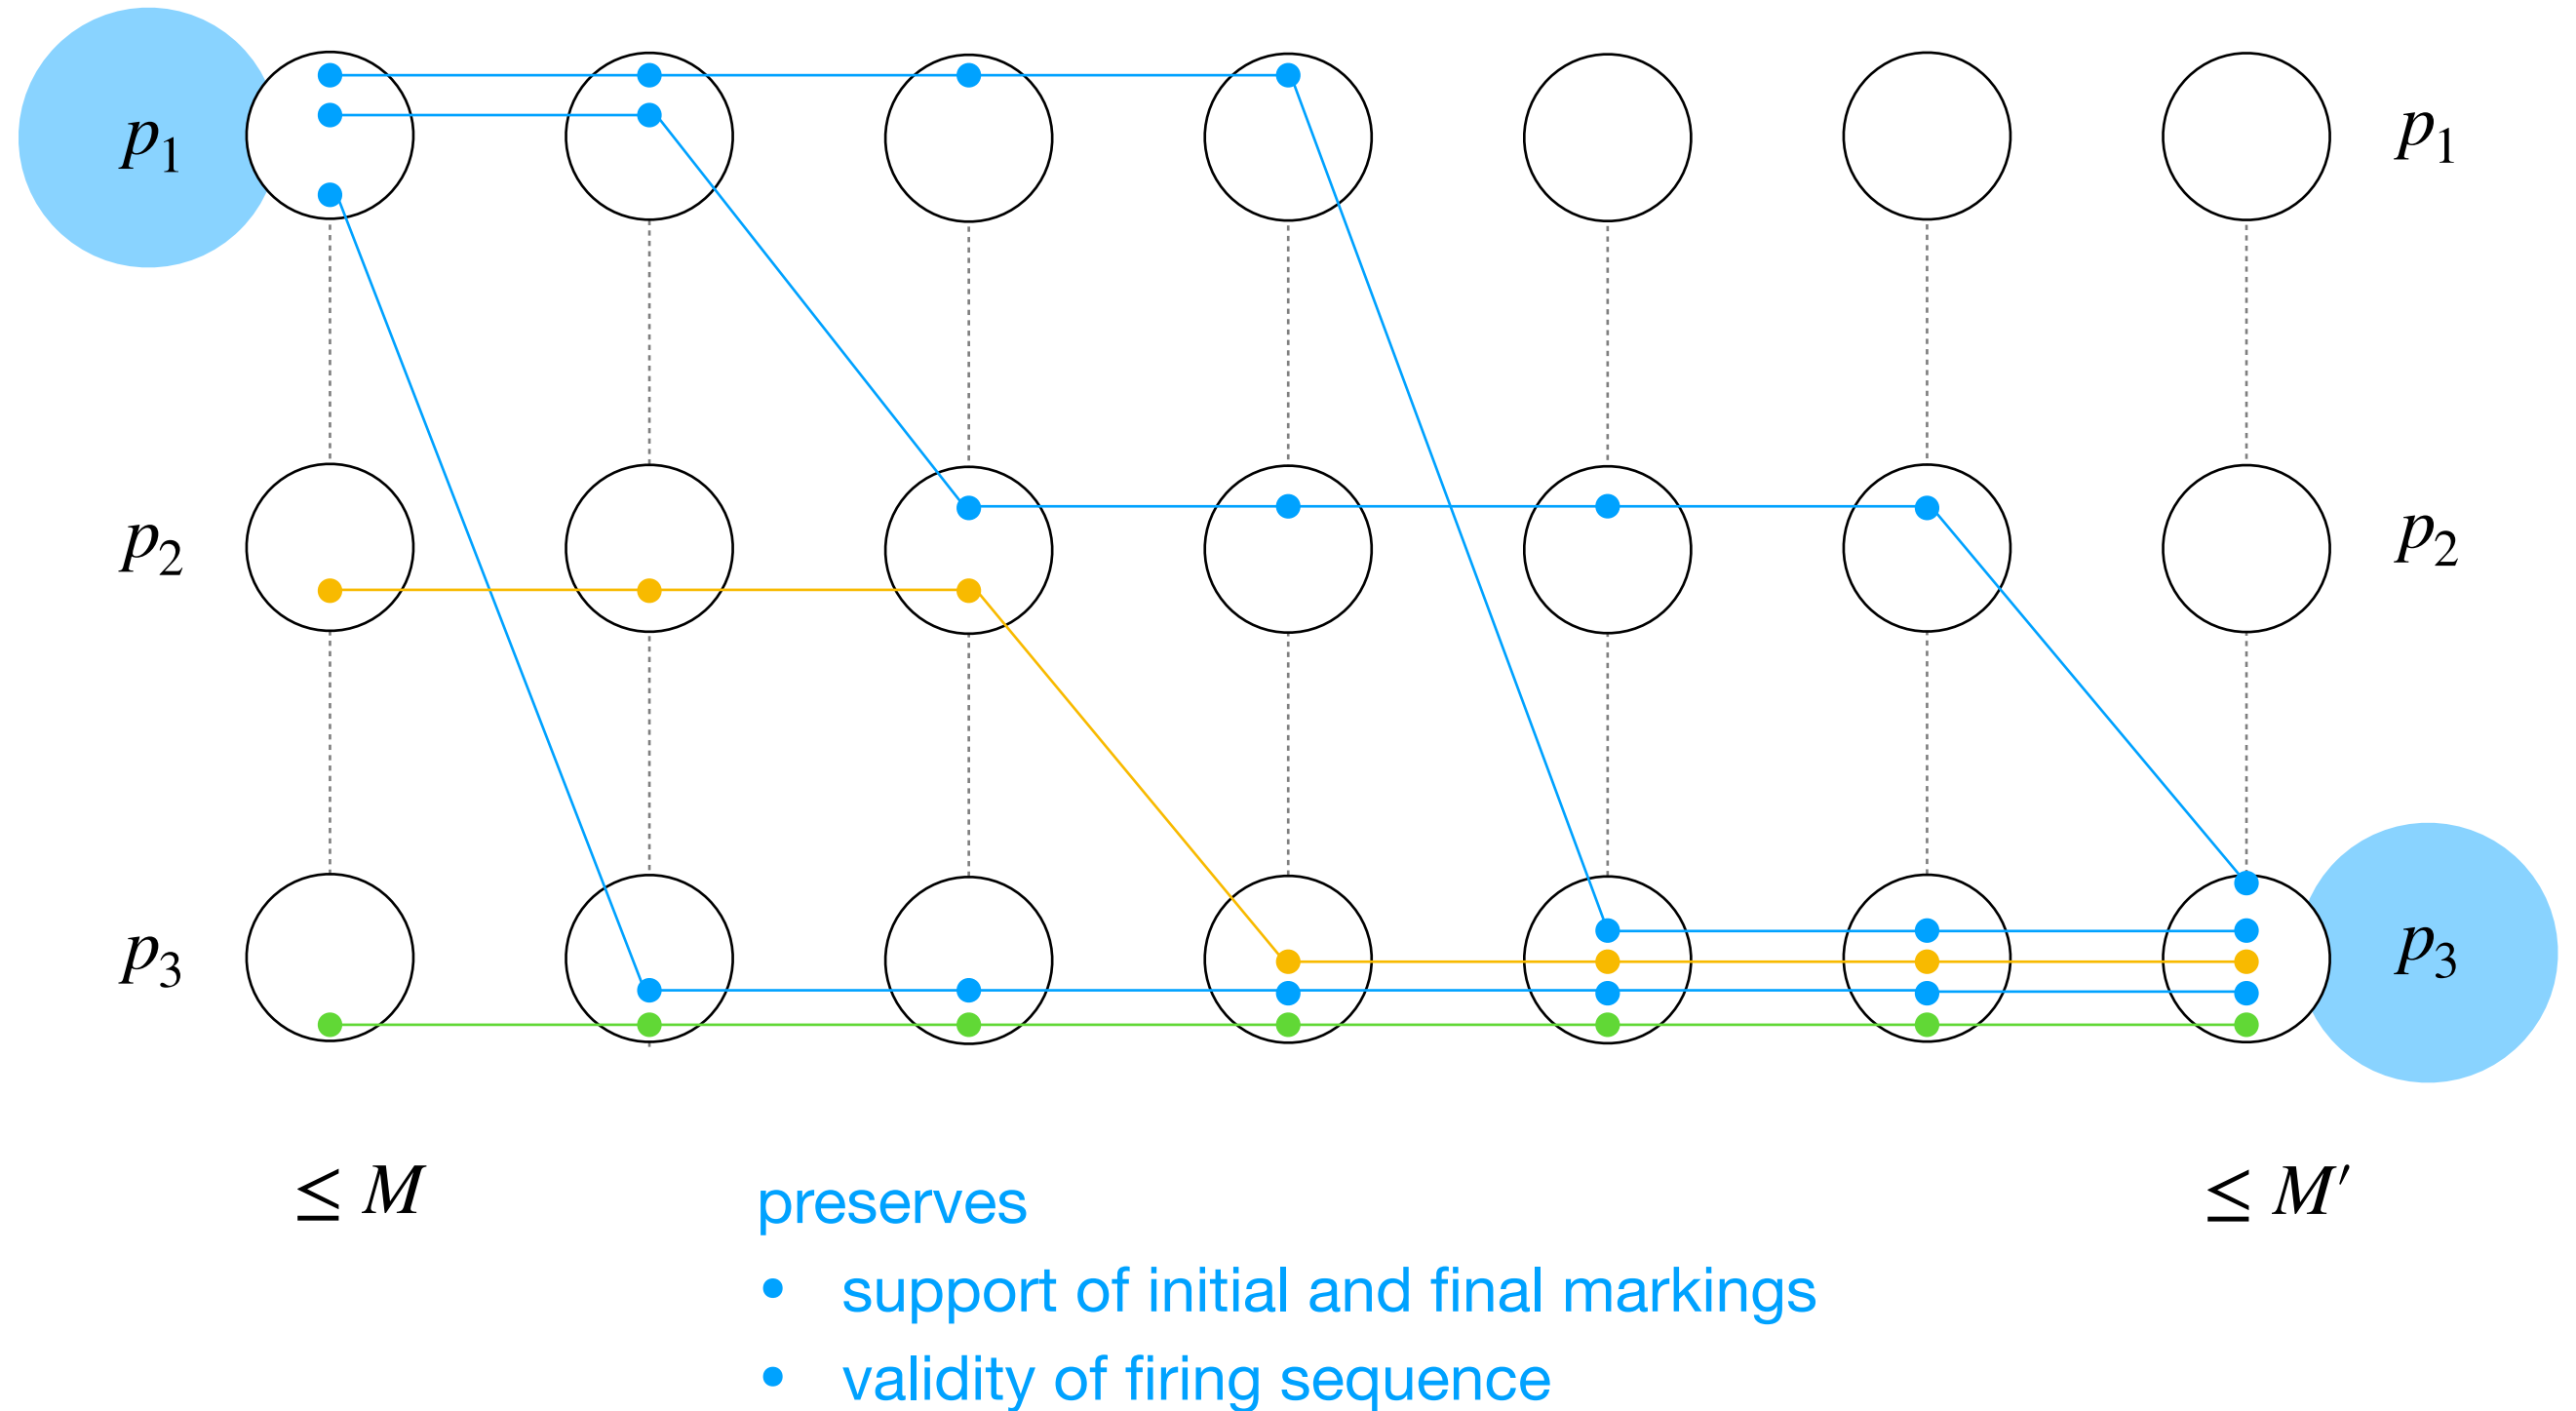 p₁ p₁
p₂ p₂
p₃ p₃
≤ M ≤ M′
preserves
• support of initial and final markings
• validity of firing sequence